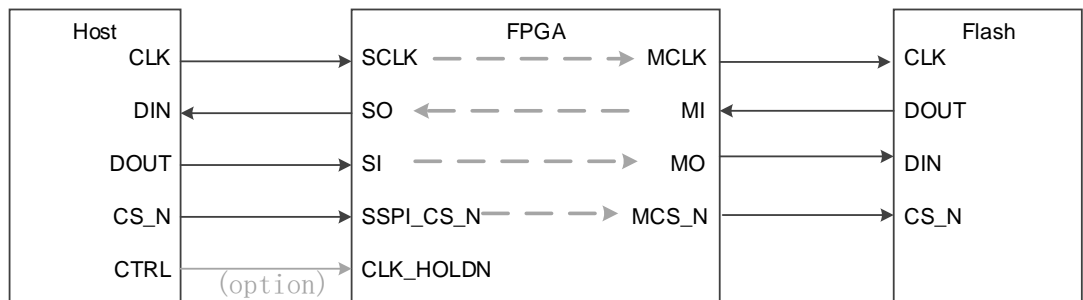 Host FPGA Flash
CLK SCLK MCLK CLK
DIN SO MI DOUT
DOUT SI MO DIN
CS_N SSPI_CS_N MCS_N CS_N
CTRL (option) CLK_HOLDN